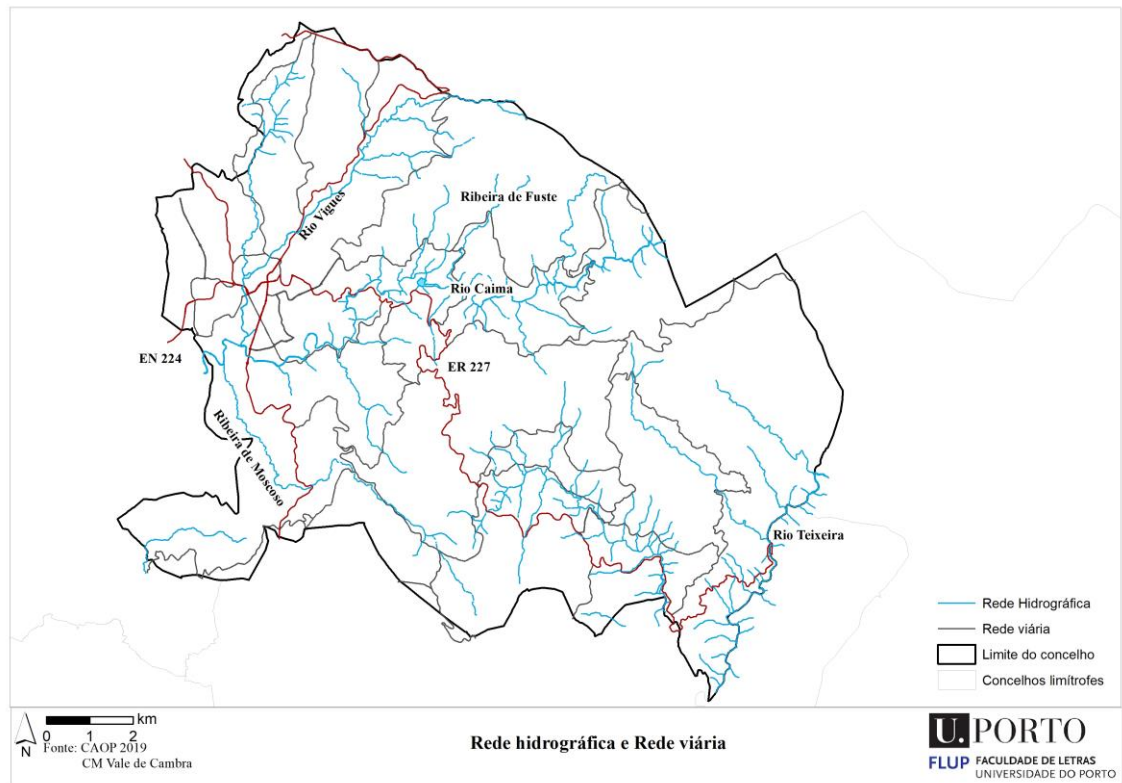 Ribeira de Fuste
Rio Vigues
Rio Caima
EN 224
ER 227
Ribeira de Moscoso
Rio Teixeira
Rede Hidrográfica
Rede viária
Limite do concelho
Concelhos limítrofes
km
0 1 2
N
Fonte: CAOP 2019
CM Vale de Cambra
Rede hidrográfica e Rede viária
U. PORTO
FLUP FACULDADE DE LETRAS
UNIVERSIDADE DO PORTO